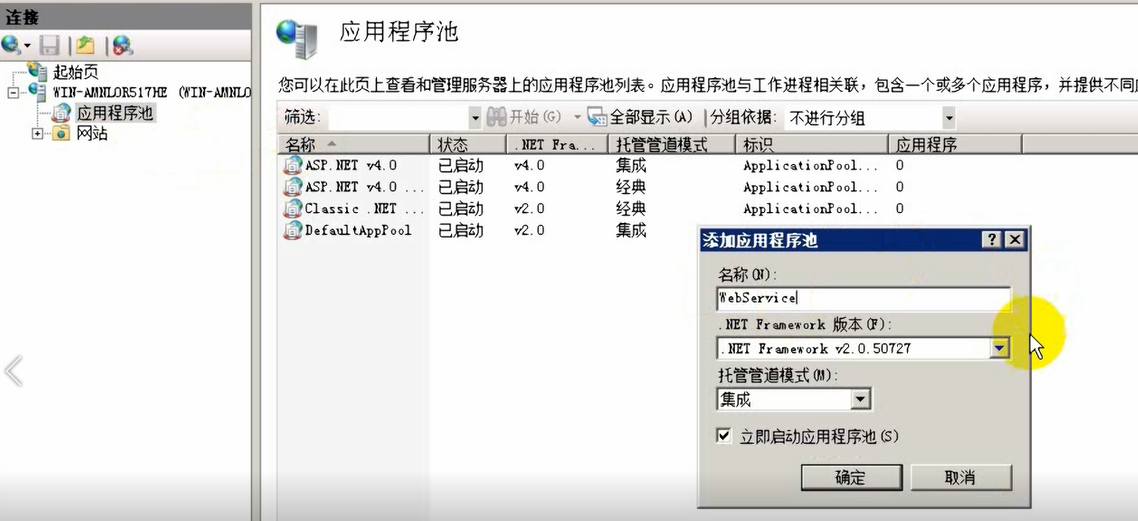 连接
起始页
WIN-AMNLOR517HE (WIN-AMNLO
应用程序池
网站
应用程序池
您可以在此页上查看和管理服务器上的应用程序池列表。应用程序池与工作进程相关联，包含一个或多个应用程序，并提供不同
筛选: 开始(G) 全部显示(A) 分组依据: 不进行分组
名称 状态 .NET Fra... 托管管道模式 标识 应用程序
ASP.NET v4.0 已启动 v4.0 集成 ApplicationPool... 0
ASP.NET v4.0 ... 已启动 v4.0 经典 ApplicationPool... 0
Classic .NET ... 已启动 v2.0 经典 ApplicationPool... 0
DefaultAppPool 已启动 v2.0 集成
添加应用程序池
名称(N):
WebService
.NET Framework 版本(F):
.NET Framework v2.0.50727
托管管道模式(M):
集成
立即启动应用程序池(S)
确定 取消